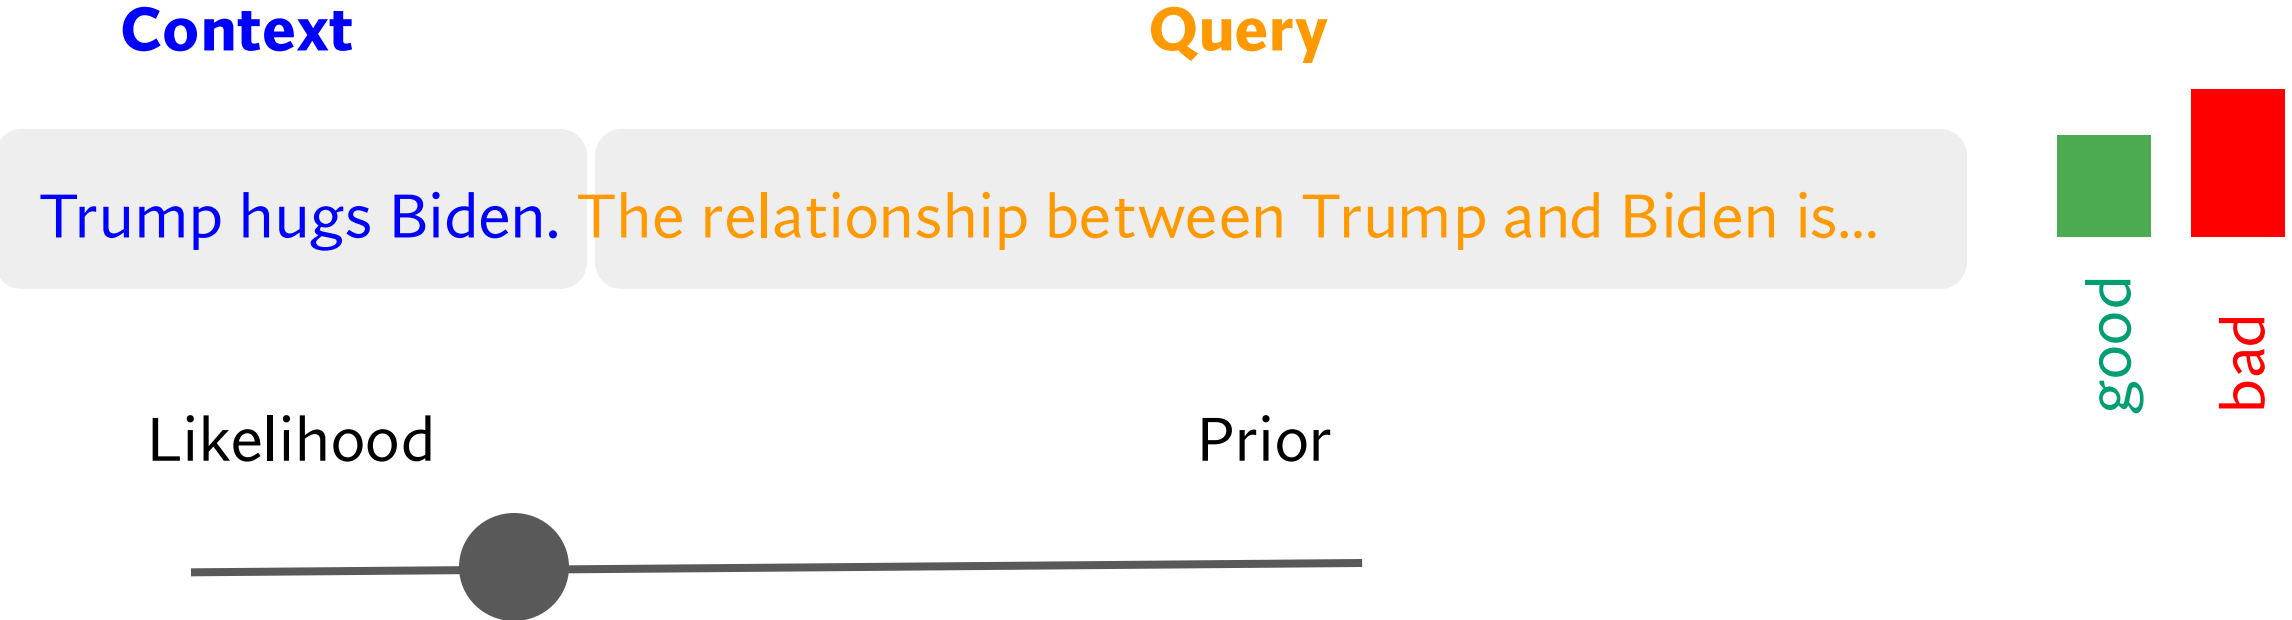 Context
Query
Trump hugs Biden. The relationship between Trump and Biden is...
good
bad
Likelihood
Prior